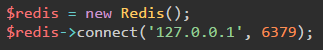 $redis = new Redis();
$redis->connect('127.0.0.1', 6379);